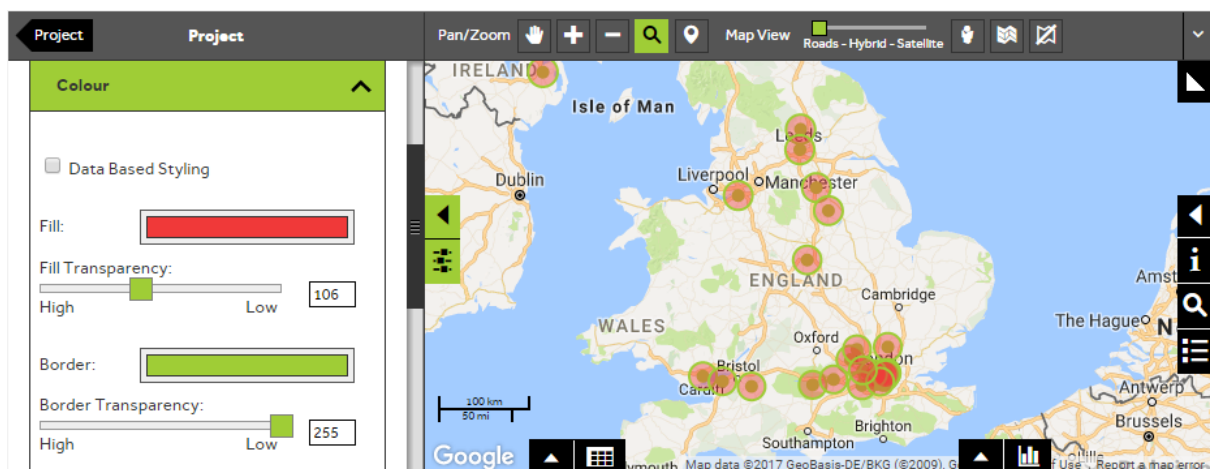 Project
Project
Pan/Zoom
Map View
Roads - Hybrid - Satellite
Colour
Data Based Styling
Fill:
Fill Transparency:
High Low
106
Border:
Border Transparency:
High Low
255
IRELAND
Isle of Man
Leeds
Dublin
Liverpool
Manchester
ENGLAND
Cambridge
Amst
The Hague
N
WALES
Oxford
London
Bristol
Cardiff
Antwerp
Brussels
100 km
50 mi
Brighton
Southampton
Google
ymouth
Map data ©2017 GeoBasis-DE/BKG (©2009), G
f Use
Report a map error